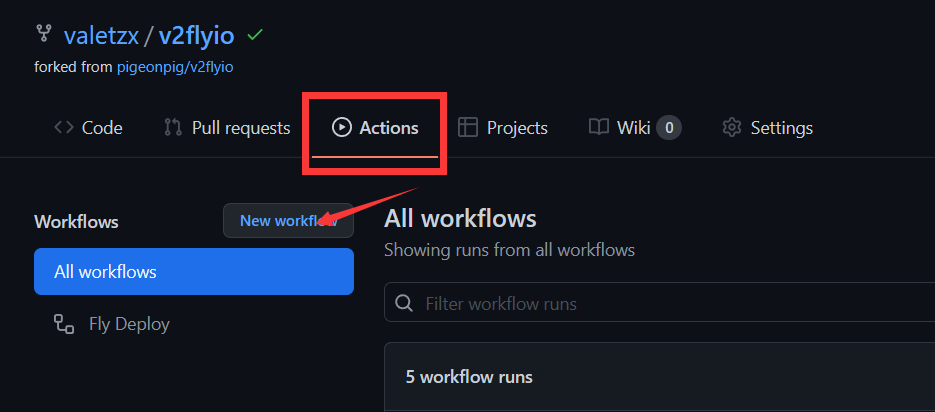 valetzx / v2flyio
forked from pigeonpig/v2flyio
Code Pull requests Actions Projects Wiki 0 Settings
Workflows New workflow
All workflows
Fly Deploy
All workflows
Showing runs from all workflows
Filter workflow runs
5 workflow runs